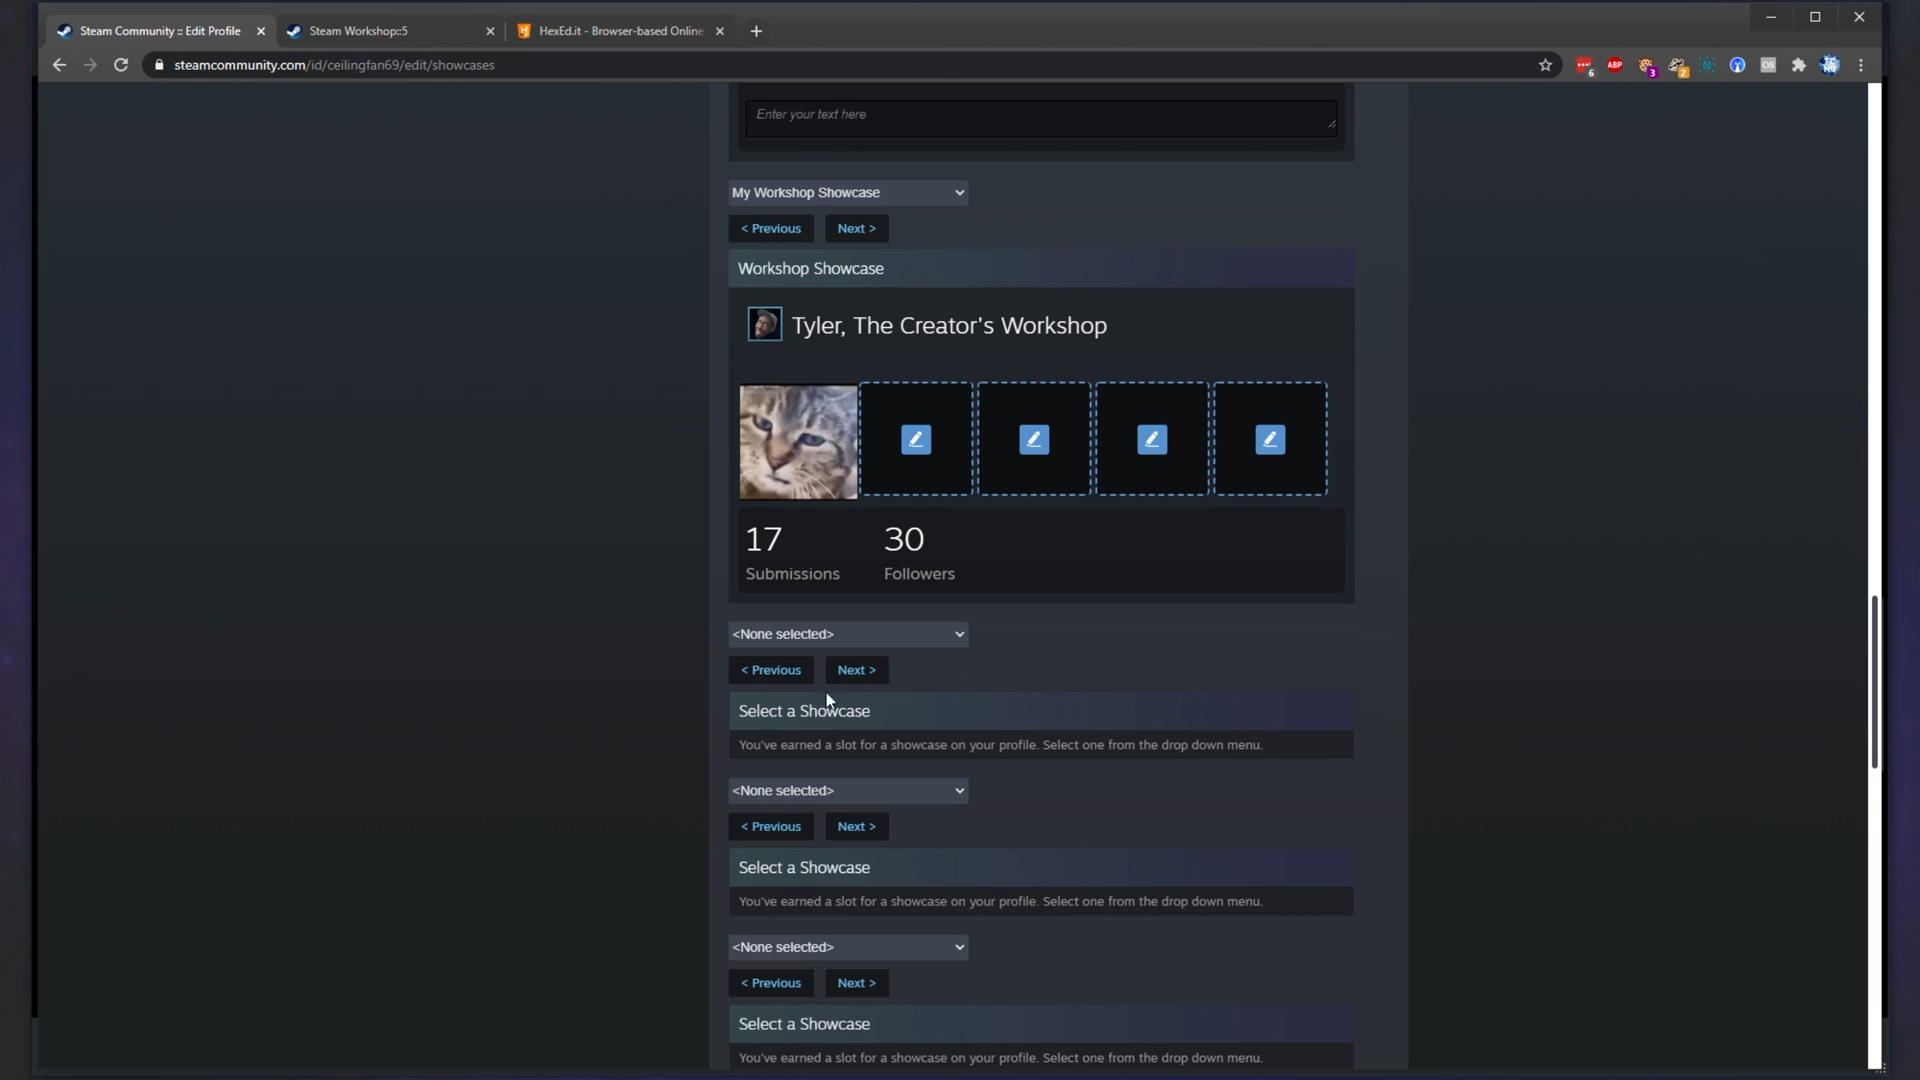 Steam Community :: Edit Profile
Steam Workshop::5
HexEd.it - Browser-based Online
steamcommunity.com/id/ceilingfan69/edit/showcases
6
ABP
3
2
Enter your text here
My Workshop Showcase
< Previous
Next >
Workshop Showcase
Tyler, The Creator's Workshop
17
30
Submissions
Followers
<None selected>
< Previous
Next >
Select a Showcase
You've earned a slot for a showcase on your profile. Select one from the drop down menu.
<None selected>
< Previous
Next >
Select a Showcase
You've earned a slot for a showcase on your profile. Select one from the drop down menu.
<None selected>
< Previous
Next >
Select a Showcase
You've earned a slot for a showcase on your profile. Select one from the drop down menu.